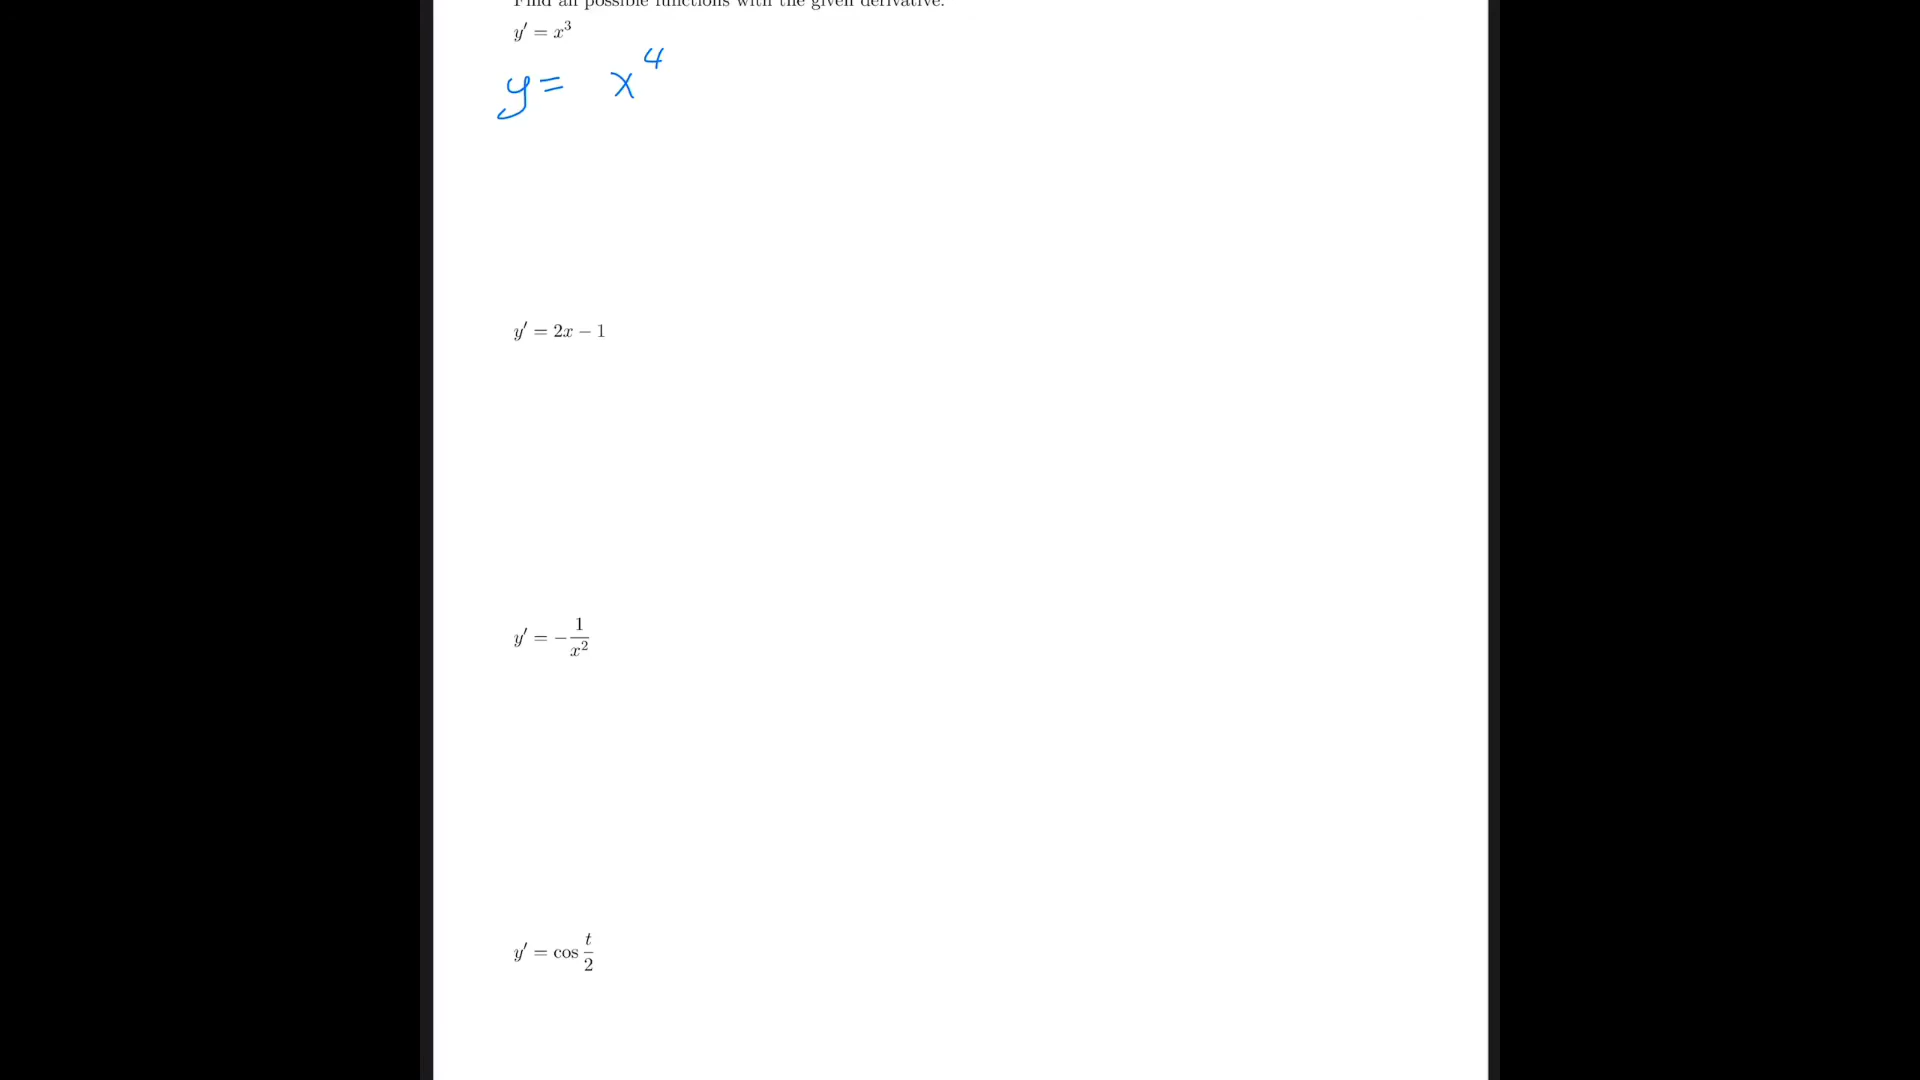 Find all possible functions with the given derivative.
y′ = x³
y = x⁴
y′ = 2x − 1
y′ = −1/x²
y′ = cos t/2